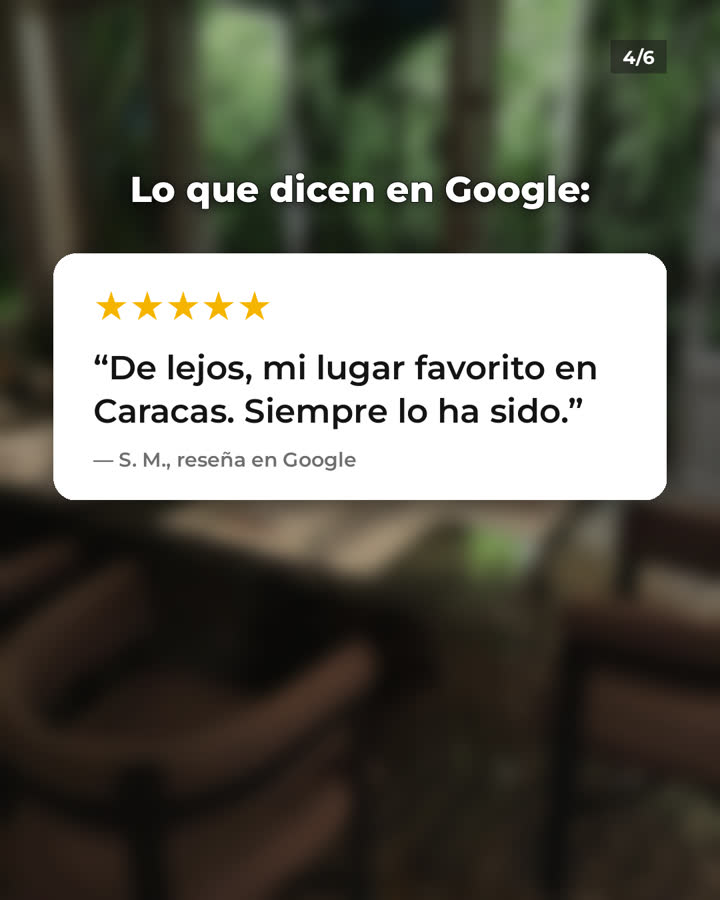 4/6
Lo que dicen en Google:
★★★★★
“De lejos, mi lugar favorito en
Caracas. Siempre lo ha sido.”
— S. M., reseña en Google